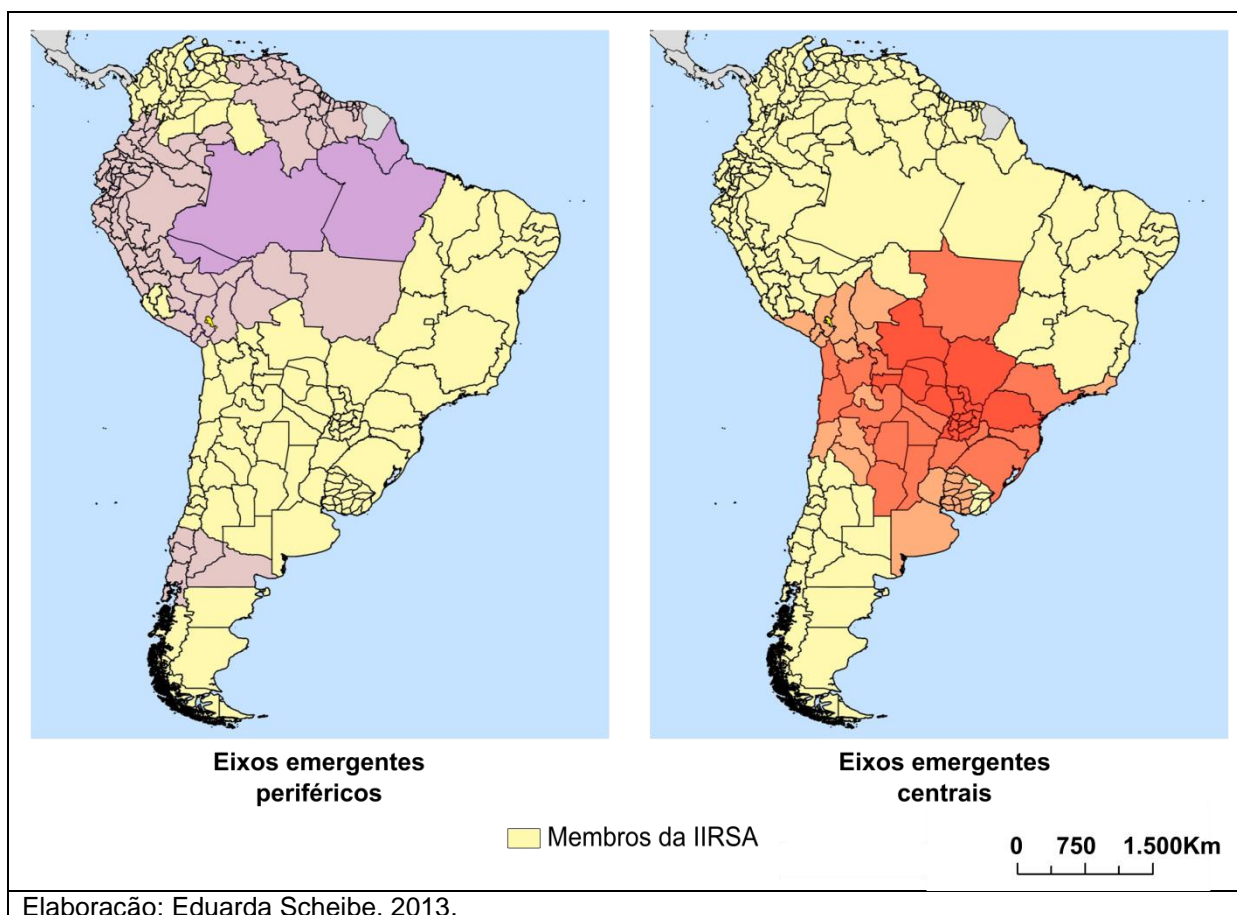 Eixos emergentes
periféricos
Eixos emergentes
centrais
Membros da IIRSA
0 750 1.500Km
Elaboração: Eduarda Scheibe, 2013.